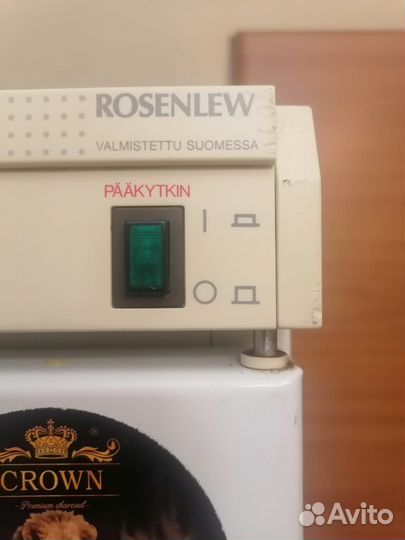 ROSENLEW
VALMISTETTU SUOMESSA
PÄÄKYTKIN
CROWN
- Premium charcoal -
Avito